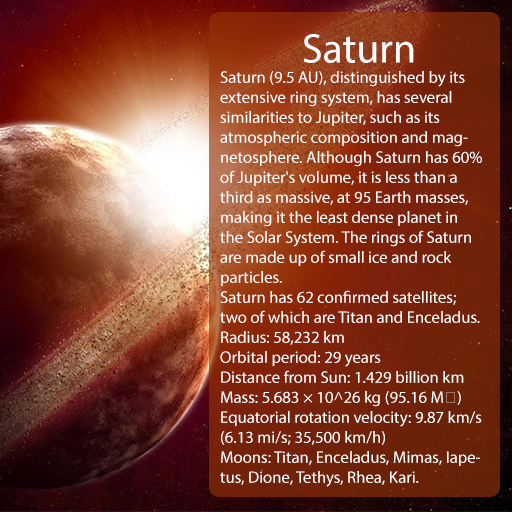 Saturn
Saturn (9.5 AU), distinguished by its
extensive ring system, has several
similarities to Jupiter, such as its
atmospheric composition and mag-
netosphere. Although Saturn has 60%
of Jupiter's volume, it is less than a
third as massive, at 95 Earth masses,
making it the least dense planet in
the Solar System. The rings of Saturn
are made up of small ice and rock
particles.
Saturn has 62 confirmed satellites;
two of which are Titan and Enceladus.
Radius: 58,232 km
Orbital period: 29 years
Distance from Sun: 1.429 billion km
Mass: 5.683 × 10^26 kg (95.16 M□)
Equatorial rotation velocity: 9.87 km/s
(6.13 mi/s; 35,500 km/h)
Moons: Titan, Enceladus, Mimas, Iape-
tus, Dione, Tethys, Rhea, Kari.